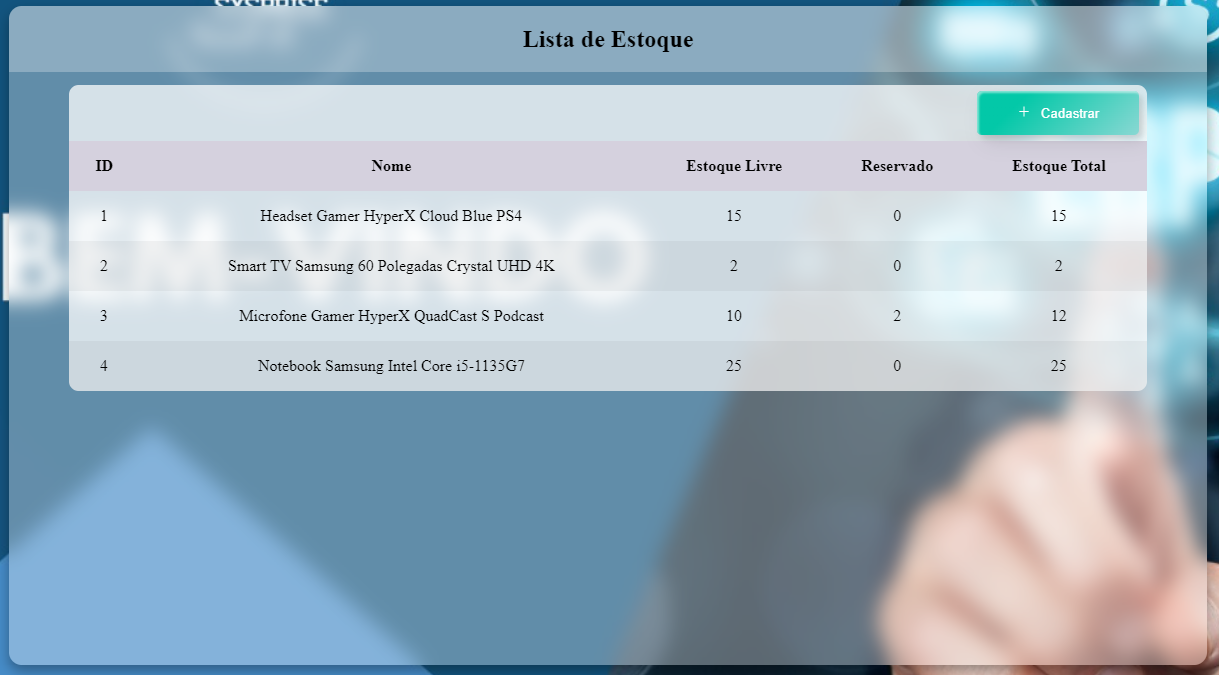 Lista de Estoque
+ Cadastrar
ID Nome Estoque Livre Reservado Estoque Total
1 Headset Gamer HyperX Cloud Blue PS4 15 0 15
2 Smart TV Samsung 60 Polegadas Crystal UHD 4K 2 0 2
BEM-VINDO
3 Microfone Gamer HyperX QuadCast S Podcast 10 2 12
4 Notebook Samsung Intel Core i5-1135G7 25 0 25